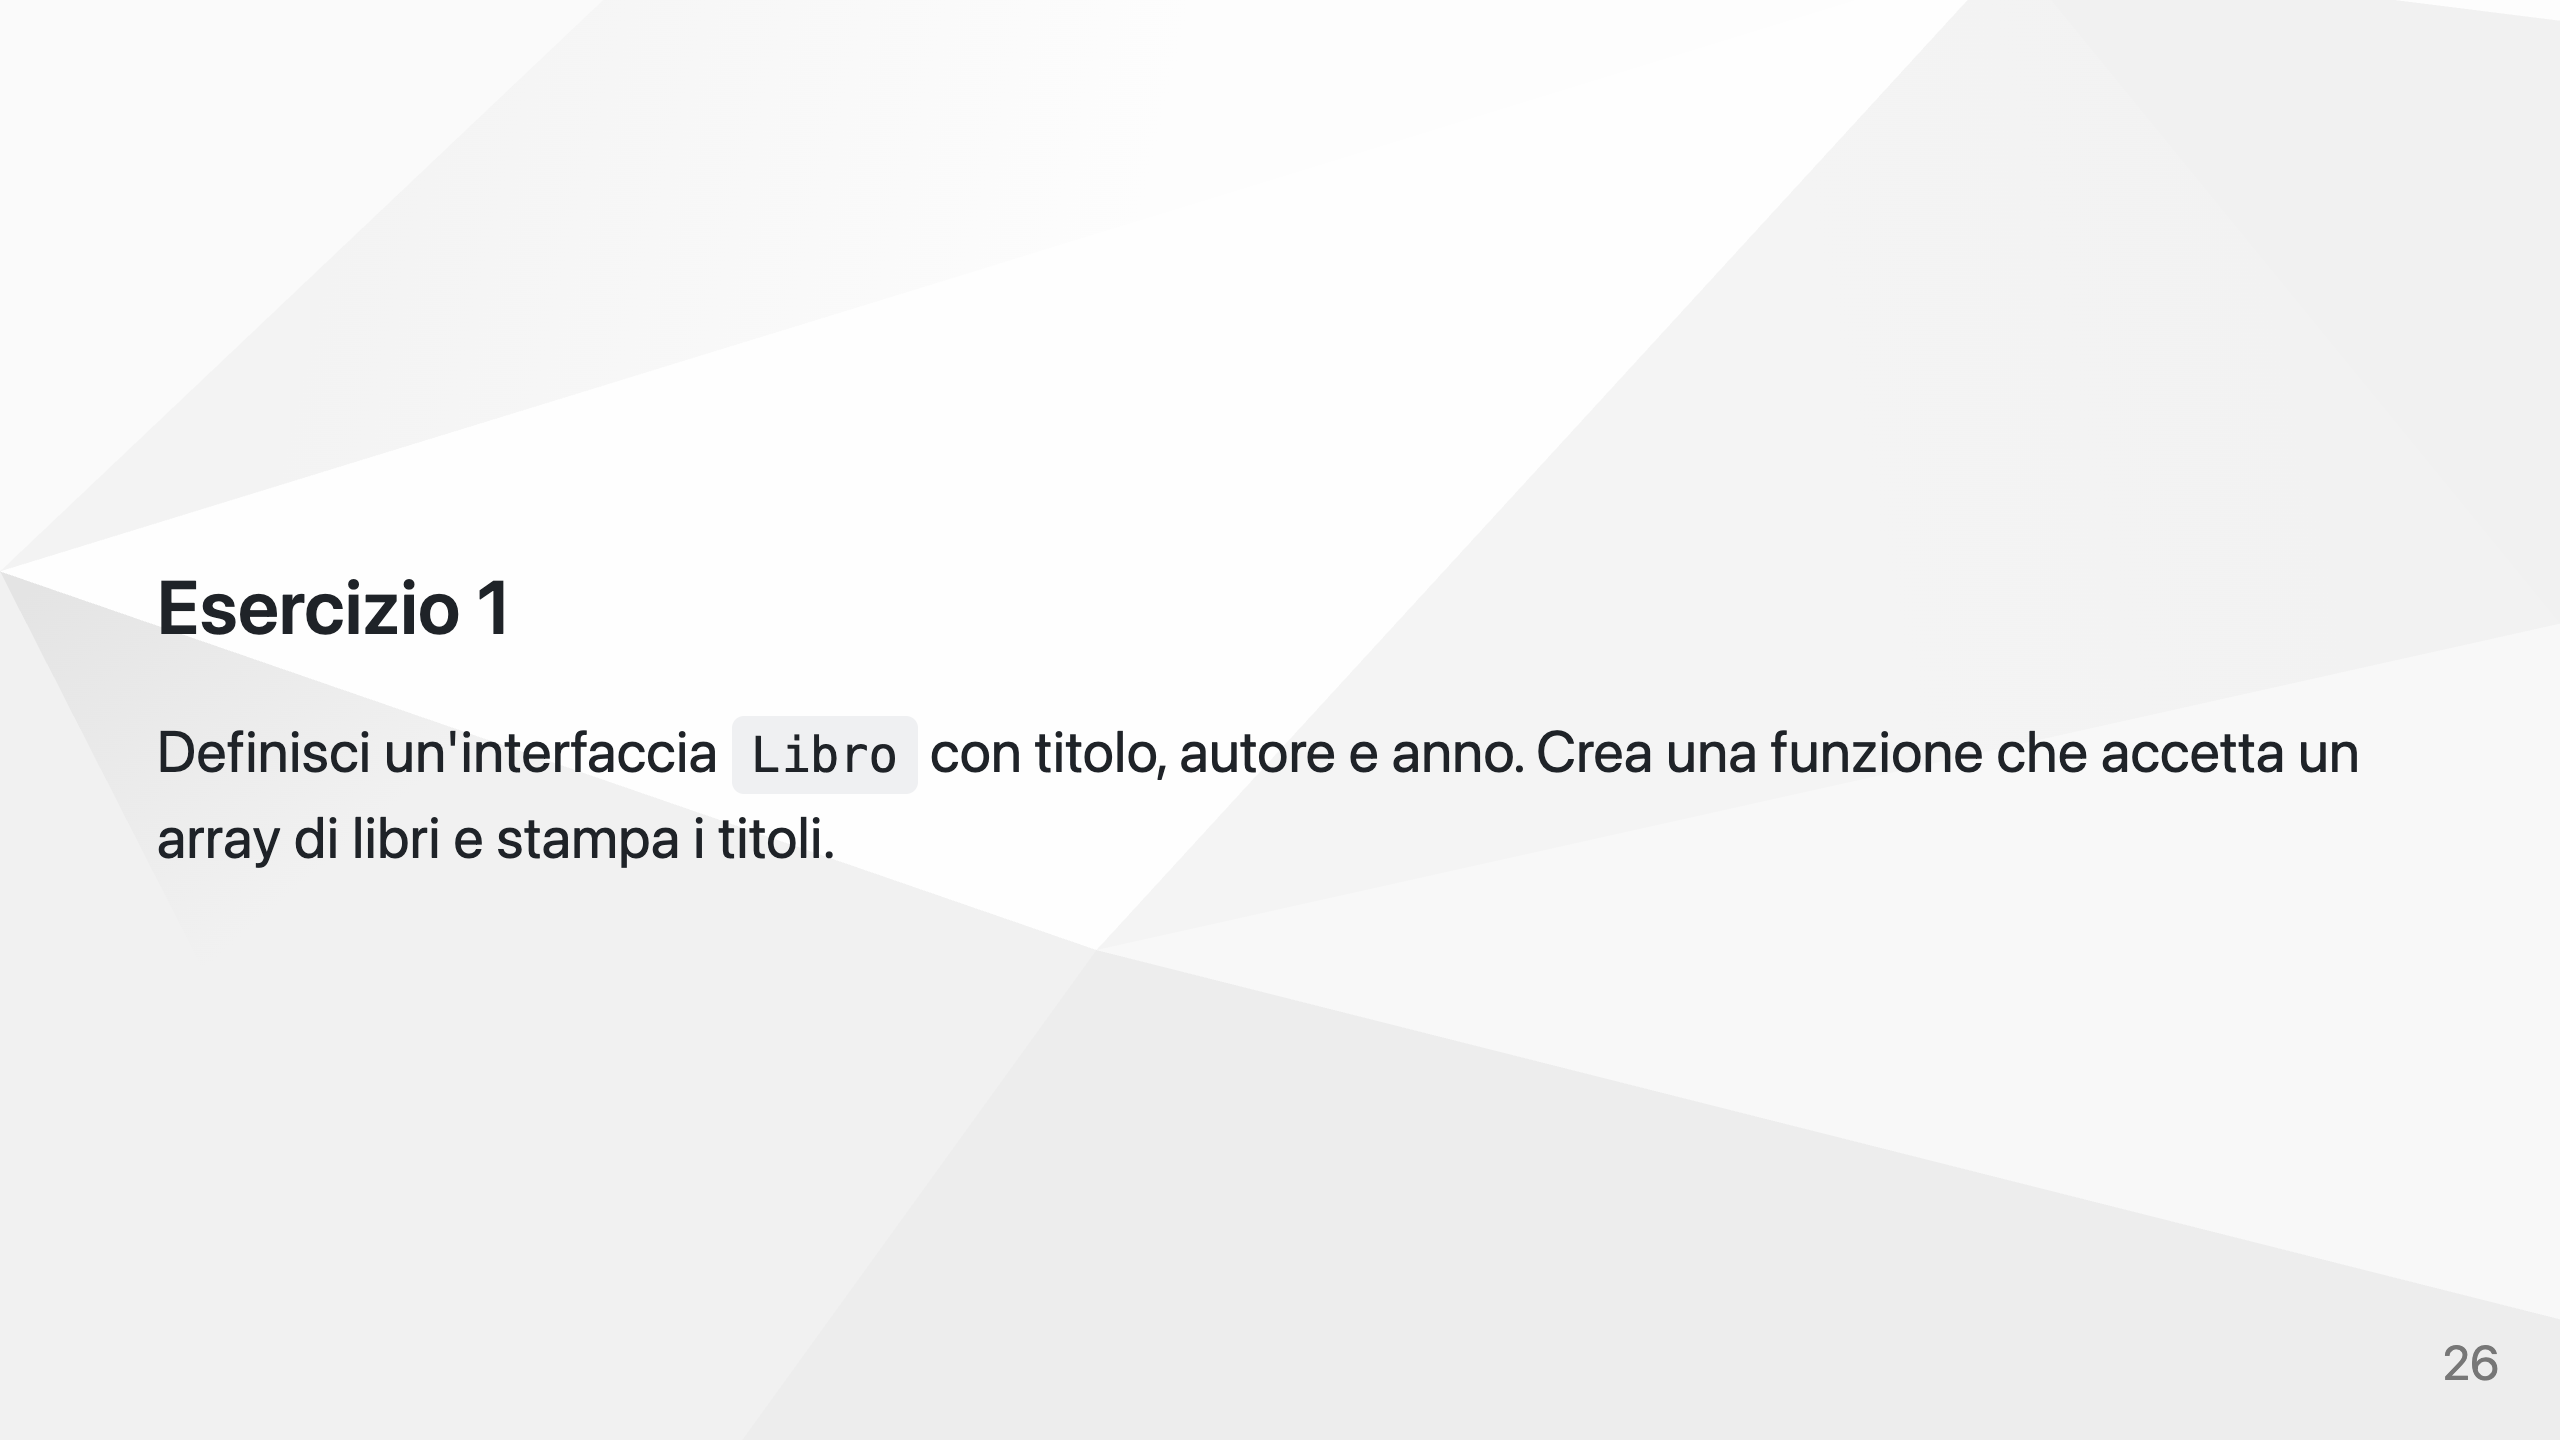 Esercizio 1
Definisci un'interfaccia Libro con titolo, autore e anno. Crea una funzione che accetta un
array di libri e stampa i titoli.
26